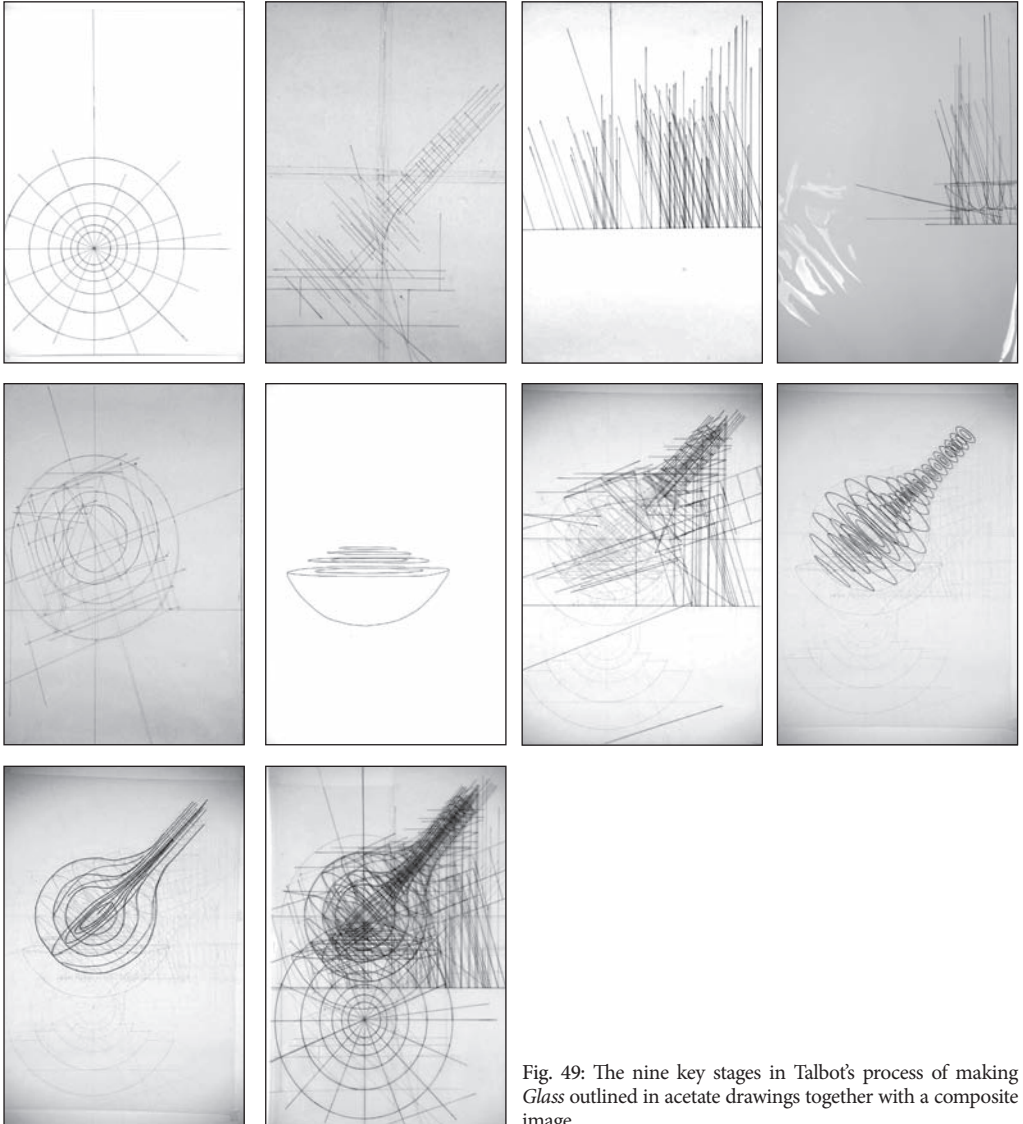 Fig. 49: The nine key stages in Talbot’s process of making
Glass outlined in acetate drawings together with a composite
image